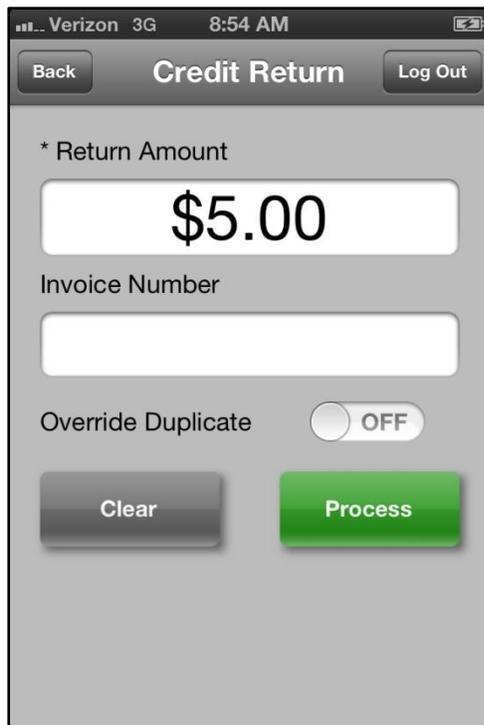 Verizon 3G 8:54 AM
Back Credit Return Log Out
* Return Amount
$5.00
Invoice Number
Override Duplicate OFF
Clear Process